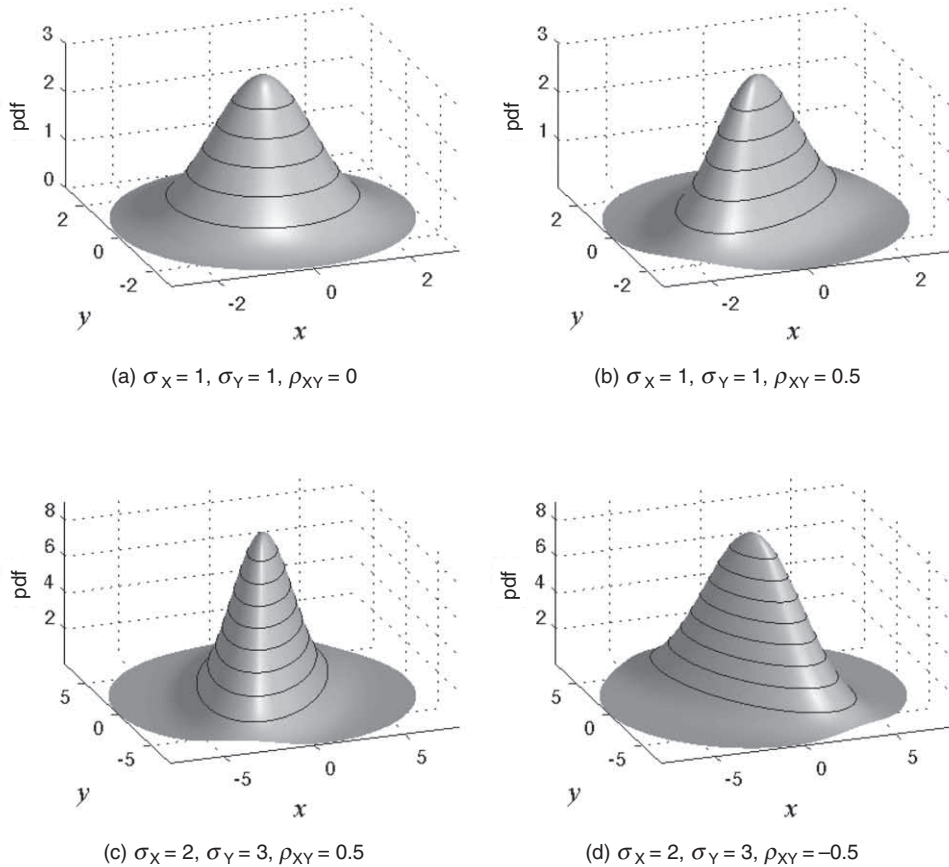 3
2
1
0
pdf
2
0
-2
y
-2
0
2
x
(a) σX = 1, σY = 1, ρXY = 0
3
2
1
pdf
2
0
-2
y
-2
0
2
x
(b) σX = 1, σY = 1, ρXY = 0.5
8
6
4
2
pdf
5
0
-5
y
-5
0
5
x
(c) σX = 2, σY = 3, ρXY = 0.5
8
6
4
2
pdf
5
0
-5
y
-5
0
5
x
(d) σX = 2, σY = 3, ρXY = –0.5